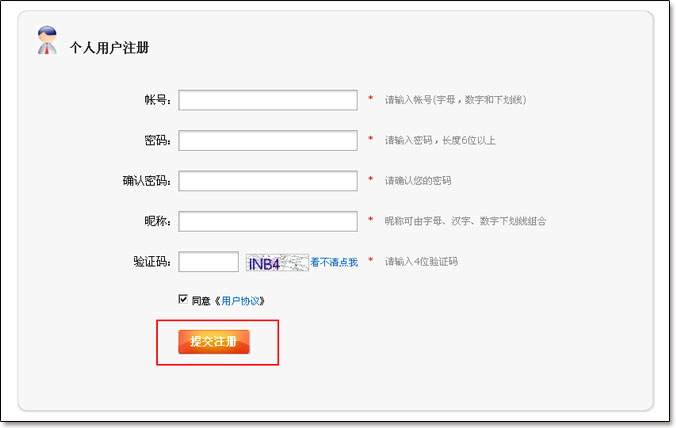 个人用户注册
帐号: * 请输入帐号(字母，数字和下划线)
密码: * 请输入密码，长度6位以上
确认密码: * 请确认您的密码
昵称: * 昵称可由字母、汉字、数字下划线组合
验证码: INB4 看不清点我 * 请输入4位验证码
同意《用户协议》
提交注册